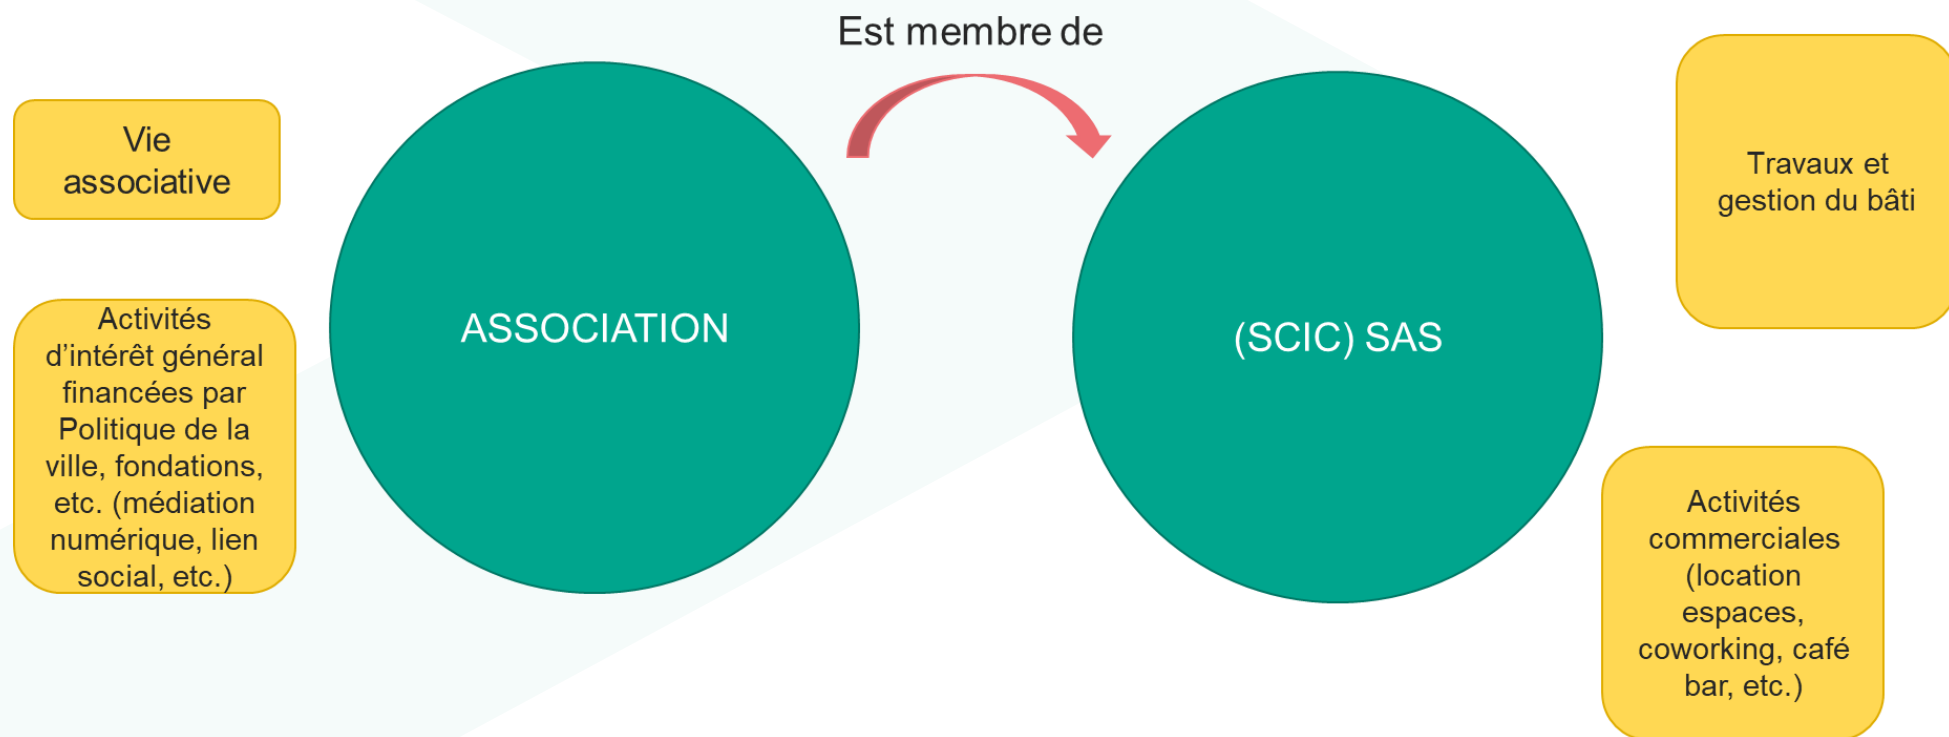 Est membre de
Vie
associative
Activités
d’intérêt général
financées par
Politique de la
ville, fondations,
etc. (médiation
numérique, lien
social, etc.)
ASSOCIATION
(SCIC) SAS
Travaux et
gestion du bâti
Activités
commerciales
(location
espaces,
coworking, café
bar, etc.)